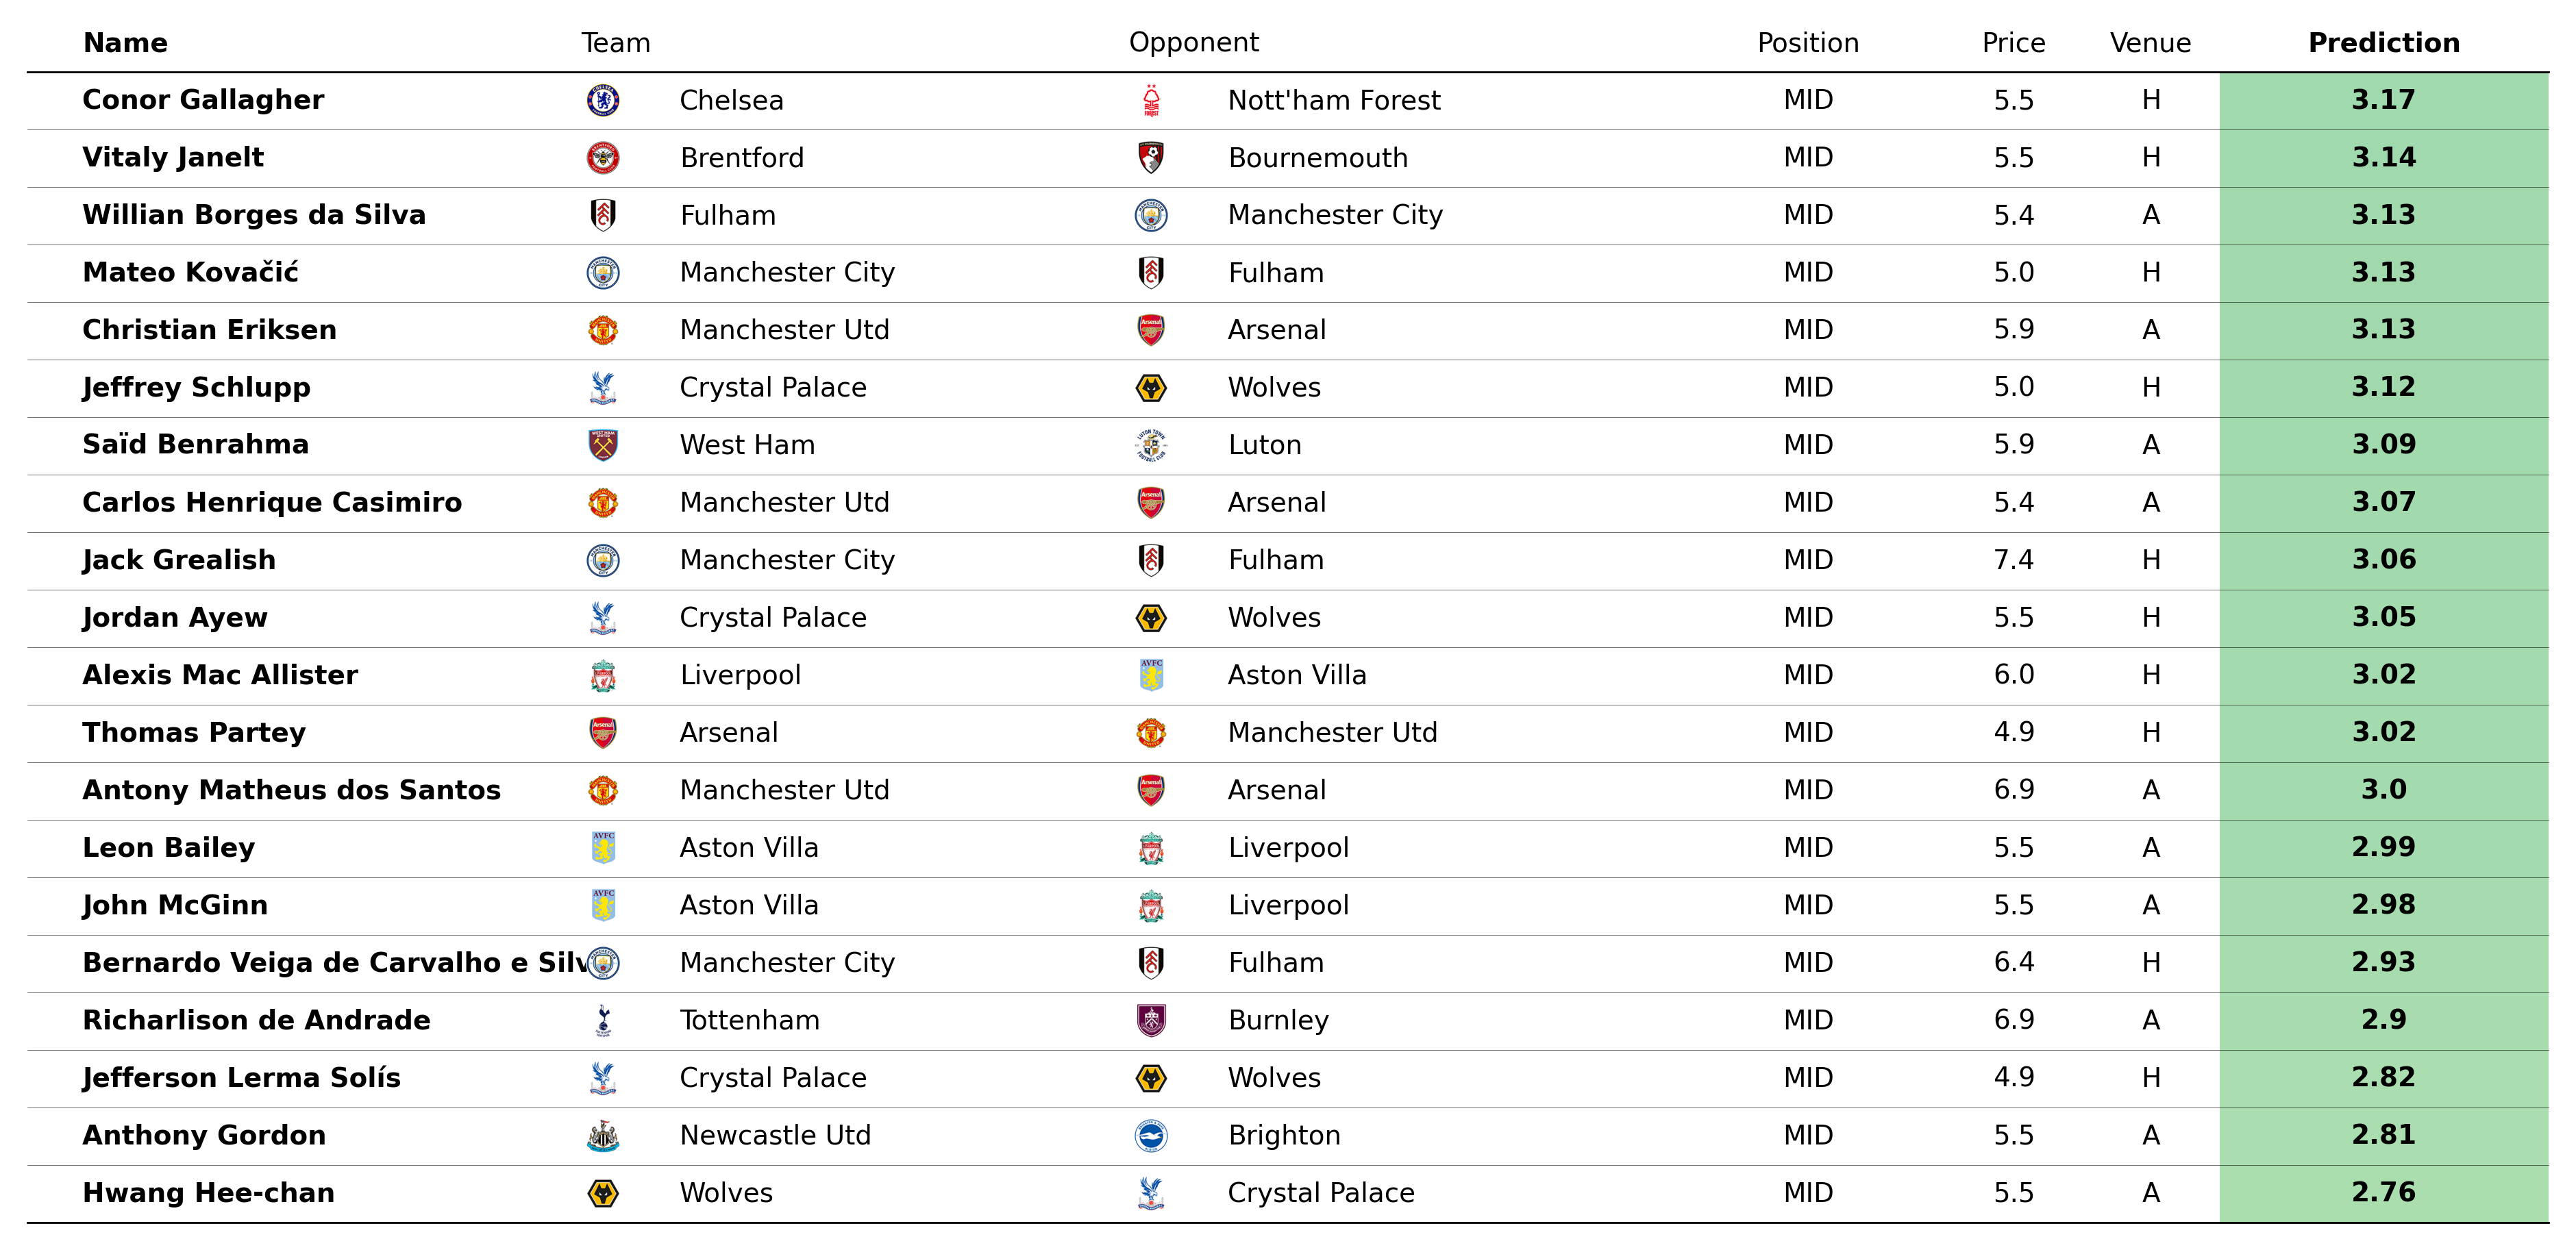 Name Team Opponent Position Price Venue Prediction
Conor Gallagher Chelsea Nott'ham Forest MID 5.5 H 3.17
Vitaly Janelt Brentford Bournemouth MID 5.5 H 3.14
Willian Borges da Silva Fulham Manchester City MID 5.4 A 3.13
Mateo Kovačić Manchester City Fulham MID 5.0 H 3.13
Christian Eriksen Manchester Utd Arsenal MID 5.9 A 3.13
Jeffrey Schlupp Crystal Palace Wolves MID 5.0 H 3.12
Saïd Benrahma West Ham Luton MID 5.9 A 3.09
Carlos Henrique Casimiro Manchester Utd Arsenal MID 5.4 A 3.07
Jack Grealish Manchester City Fulham MID 7.4 H 3.06
Jordan Ayew Crystal Palace Wolves MID 5.5 H 3.05
Alexis Mac Allister Liverpool Aston Villa MID 6.0 H 3.02
Thomas Partey Arsenal Manchester Utd MID 4.9 H 3.02
Antony Matheus dos Santos Manchester Utd Arsenal MID 6.9 A 3.0
Leon Bailey Aston Villa Liverpool MID 5.5 A 2.99
John McGinn Aston Villa Liverpool MID 5.5 A 2.98
Bernardo Veiga de Carvalho e Silv Manchester City Fulham MID 6.4 H 2.93
Richarlison de Andrade Tottenham Burnley MID 6.9 A 2.9
Jefferson Lerma Solís Crystal Palace Wolves MID 4.9 H 2.82
Anthony Gordon Newcastle Utd Brighton MID 5.5 A 2.81
Hwang Hee-chan Wolves Crystal Palace MID 5.5 A 2.76